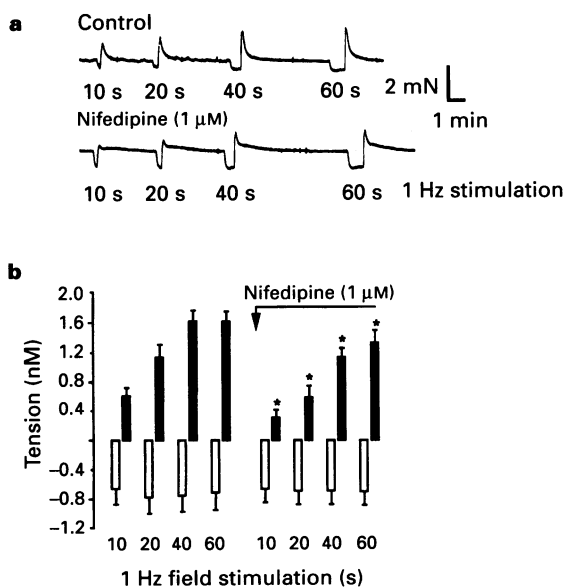 a
Control
10 s 20 s 40 s 60 s 2 mN
1 min
Nifedipine (1 μM)
10 s 20 s 40 s 60 s 1 Hz stimulation
b
2.0
Nifedipine (1 μM)
1.6
1.2
0.8
0.4
−0.4
−0.8
−1.2
Tension (nM)
* * * *
10 20 40 60 10 20 40 60
1 Hz field stimulation (s)